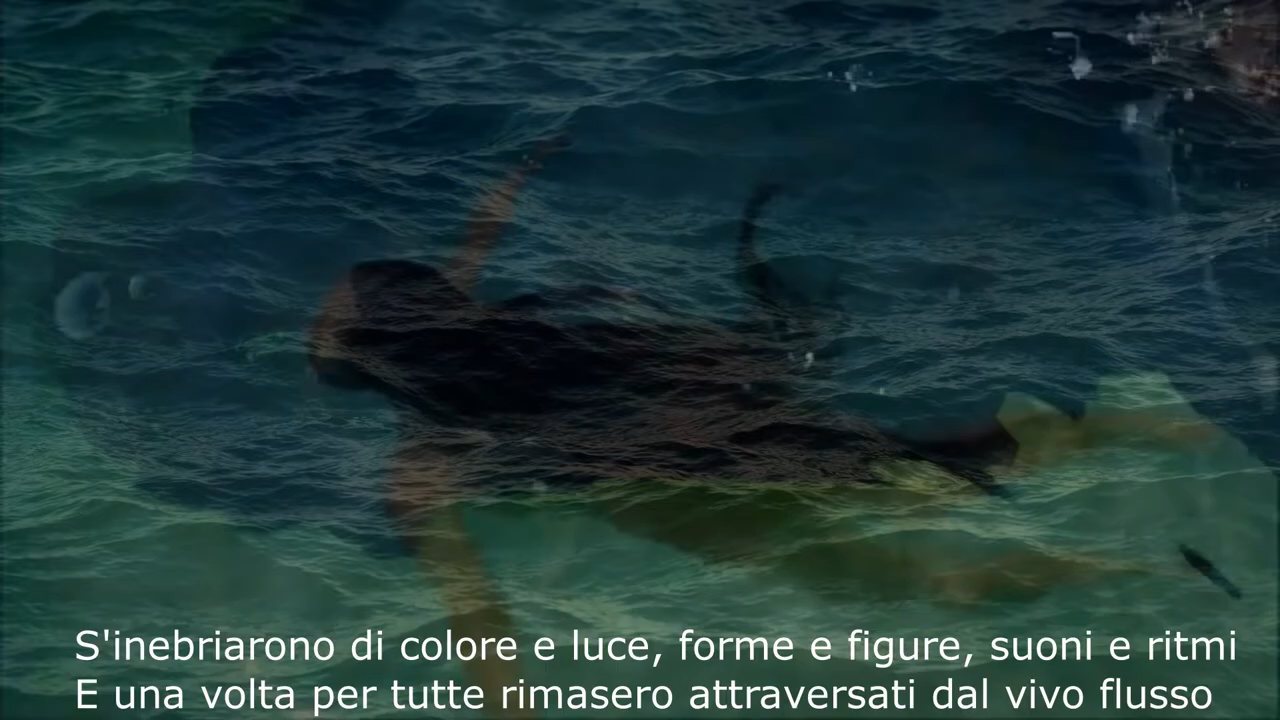 S'inebriarono di colore e luce, forme e figure, suoni e ritmi
E una volta per tutte rimasero attraversati dal vivo flusso